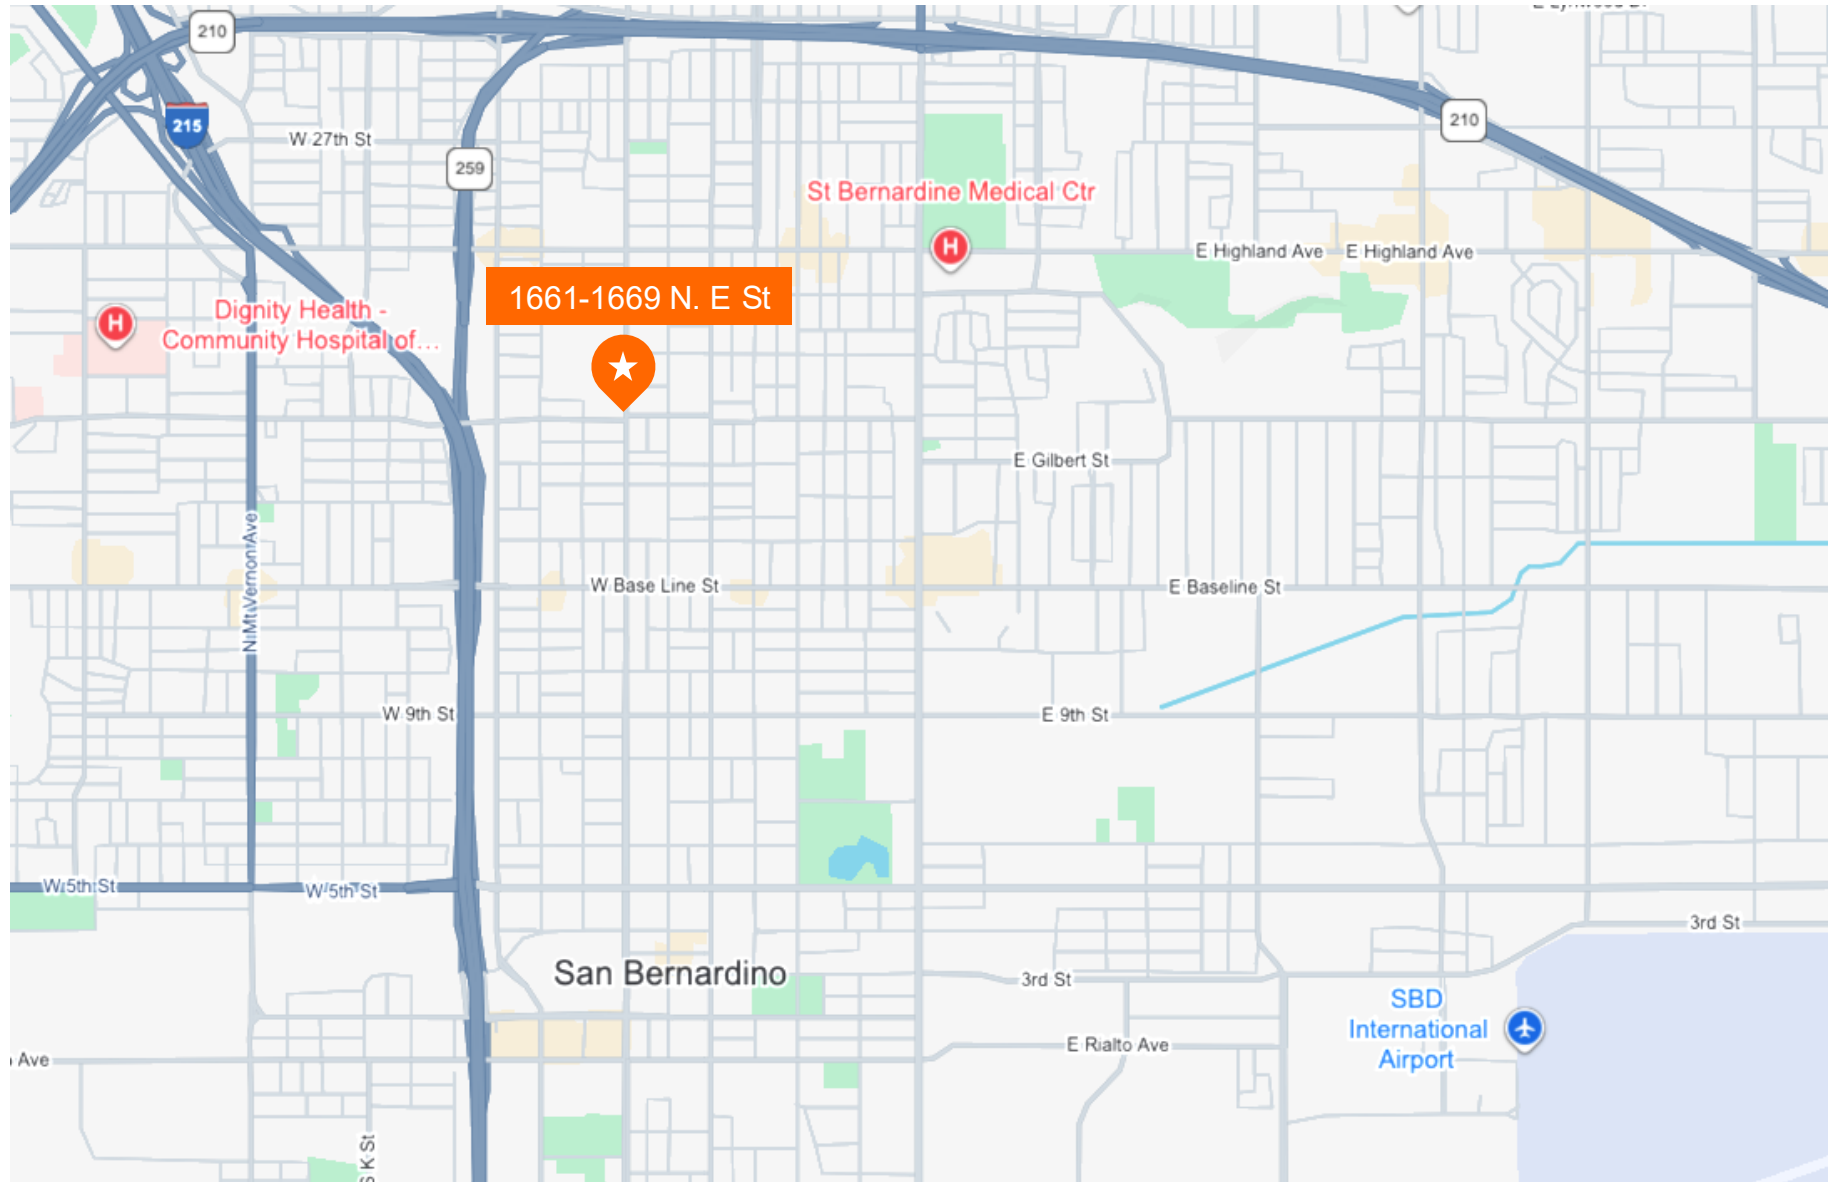 210
215
W 27th St
259
210
St Bernardine Medical Ctr
H
E Highland Ave
E Highland Ave
1661-1669 N. E St
H
Dignity Health -
Community Hospital of…
E Gilbert St
N Mt Vernon Ave
W Base Line St
E Baseline St
W 9th St
E 9th St
W 5th St
W 5th St
3rd St
San Bernardino
3rd St
SBD
International
Airport
E Rialto Ave
Ave
S K St